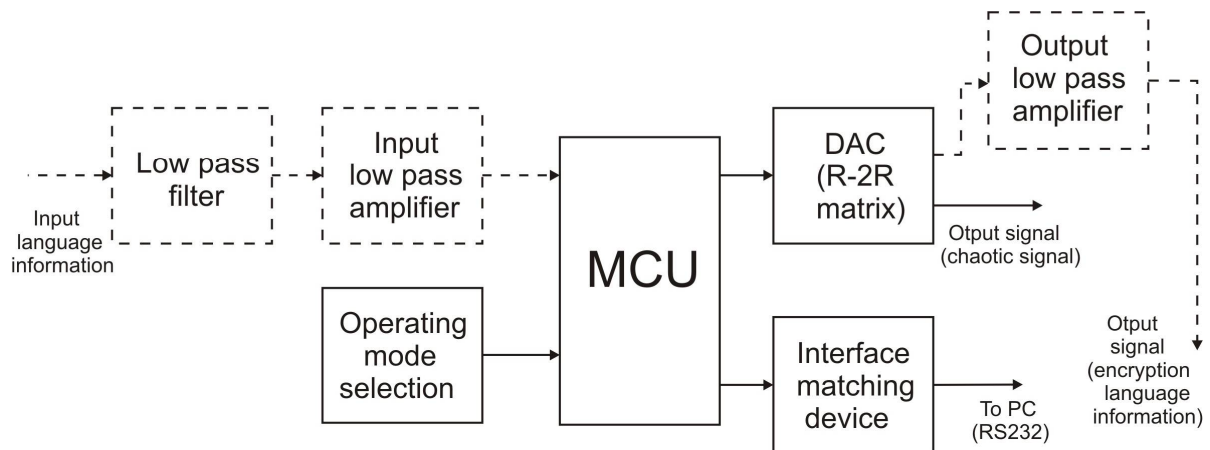 Input
language
information
Low pass
filter
Input
low pass
amplifier
Operating
mode
selection
MCU
DAC
(R-2R
matrix)
Output
low pass
amplifier
Otput signal
(chaotic signal)
Interface
matching
device
To PC
(RS232)
Otput
signal
(encryption
language
information)